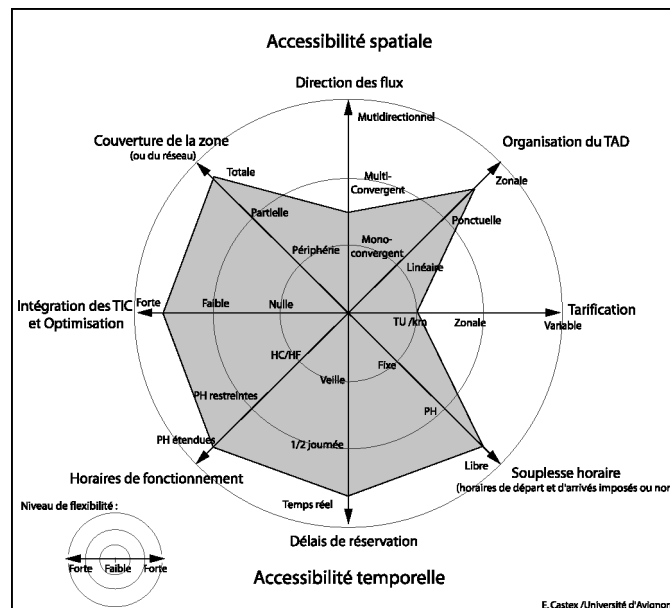 Accessibilité spatiale
Direction des flux
Mutidirectionnel
Couverture de la zone
(ou du réseau)
Organisation du TAD
Totale
Multi-
Convergent
Zonale
Partielle
Ponctuelle
Périphérie
Mono-
convergent
Linéaire
Intégration des TIC
et Optimisation
Forte
Faible
Nulle
TU /km
Zonale
Variable
Tarification
HC/HF
Veille
Fixe
PH restreintes
PH
PH étendues
1/2 journée
Libre
Horaires de fonctionnement
Souplesse horaire
(horaires de départ et d'arrivés imposés ou nor
Niveau de flexibilité :
Temps réel
Délais de réservation
Forte
Faible
Forte
Accessibilité temporelle
E. Castex /Université d'Avignor